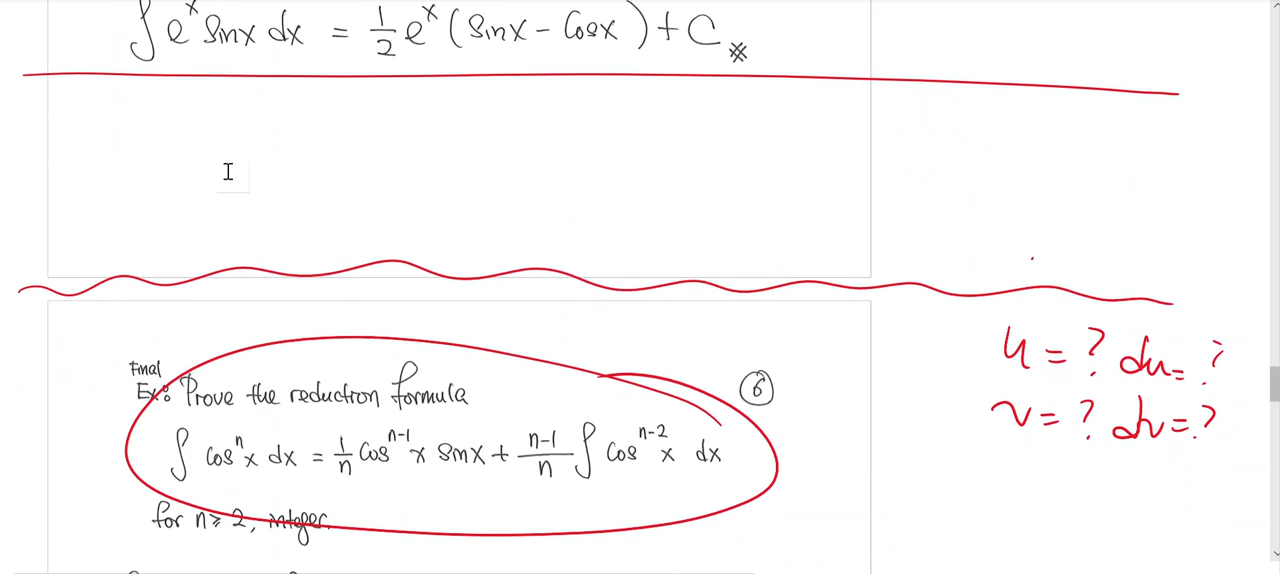 ∫ e^x Sinx dx = 1/2 e^x (Sinx - Cosx) + C ※
u = ? du = ?
v = ? dv = ?
Final
Ex: Prove the reduction formula ⑥
∫ cos^n x dx = 1/n cos^{n-1} x sinx + (n-1)/n ∫ cos^{n-2} x dx
for n ≥ 2, integer.